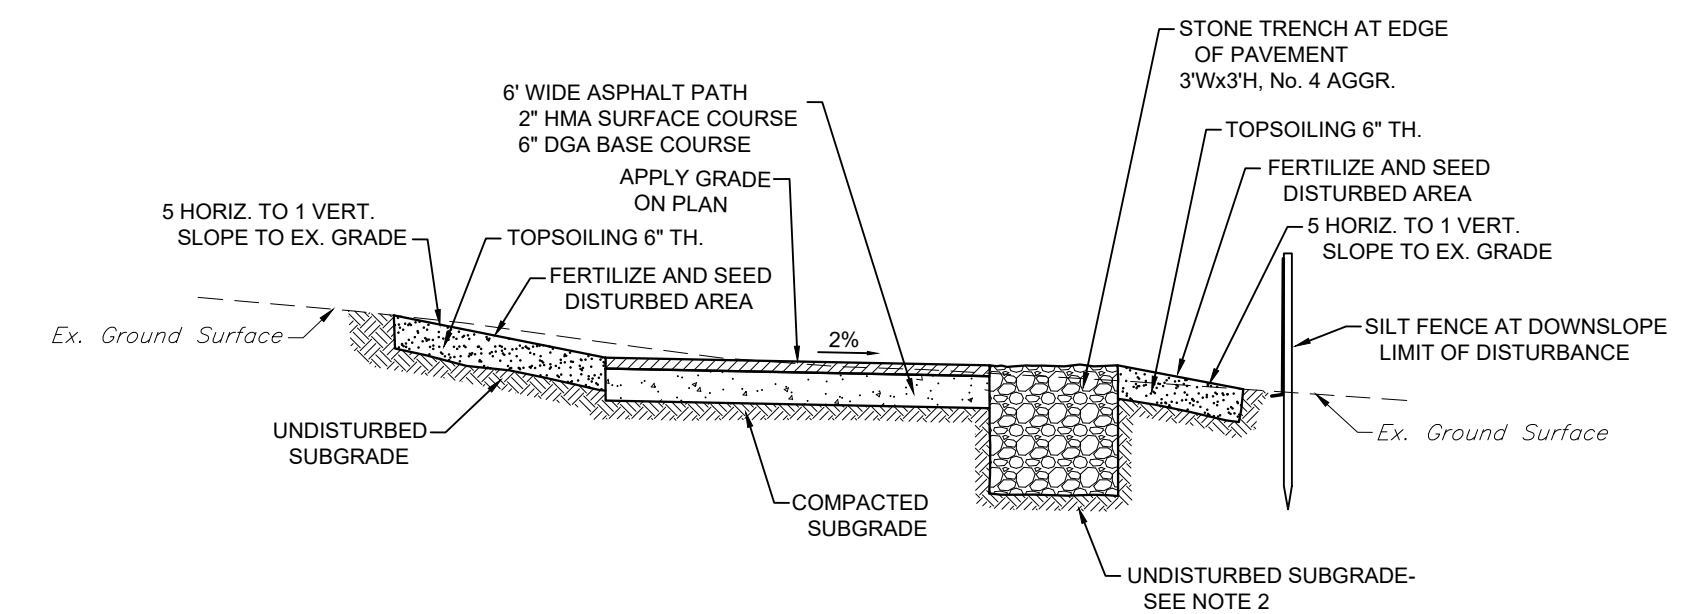 STONE TRENCH AT EDGE
OF PAVEMENT
3'Wx3'H, No. 4 AGGR.
6' WIDE ASPHALT PATH
2" HMA SURFACE COURSE
6" DGA BASE COURSE
TOPSOILING 6" TH.
APPLY GRADE
ON PLAN
FERTILIZE AND SEED
DISTURBED AREA
5 HORIZ. TO 1 VERT.
SLOPE TO EX. GRADE
TOPSOILING 6" TH.
5 HORIZ. TO 1 VERT.
SLOPE TO EX. GRADE
FERTILIZE AND SEED
DISTURBED AREA
Ex. Ground Surface
2%
SILT FENCE AT DOWNSLOPE
LIMIT OF DISTURBANCE
UNDISTURBED
SUBGRADE
Ex. Ground Surface
COMPACTED
SUBGRADE
UNDISTURBED SUBGRADE-
SEE NOTE 2